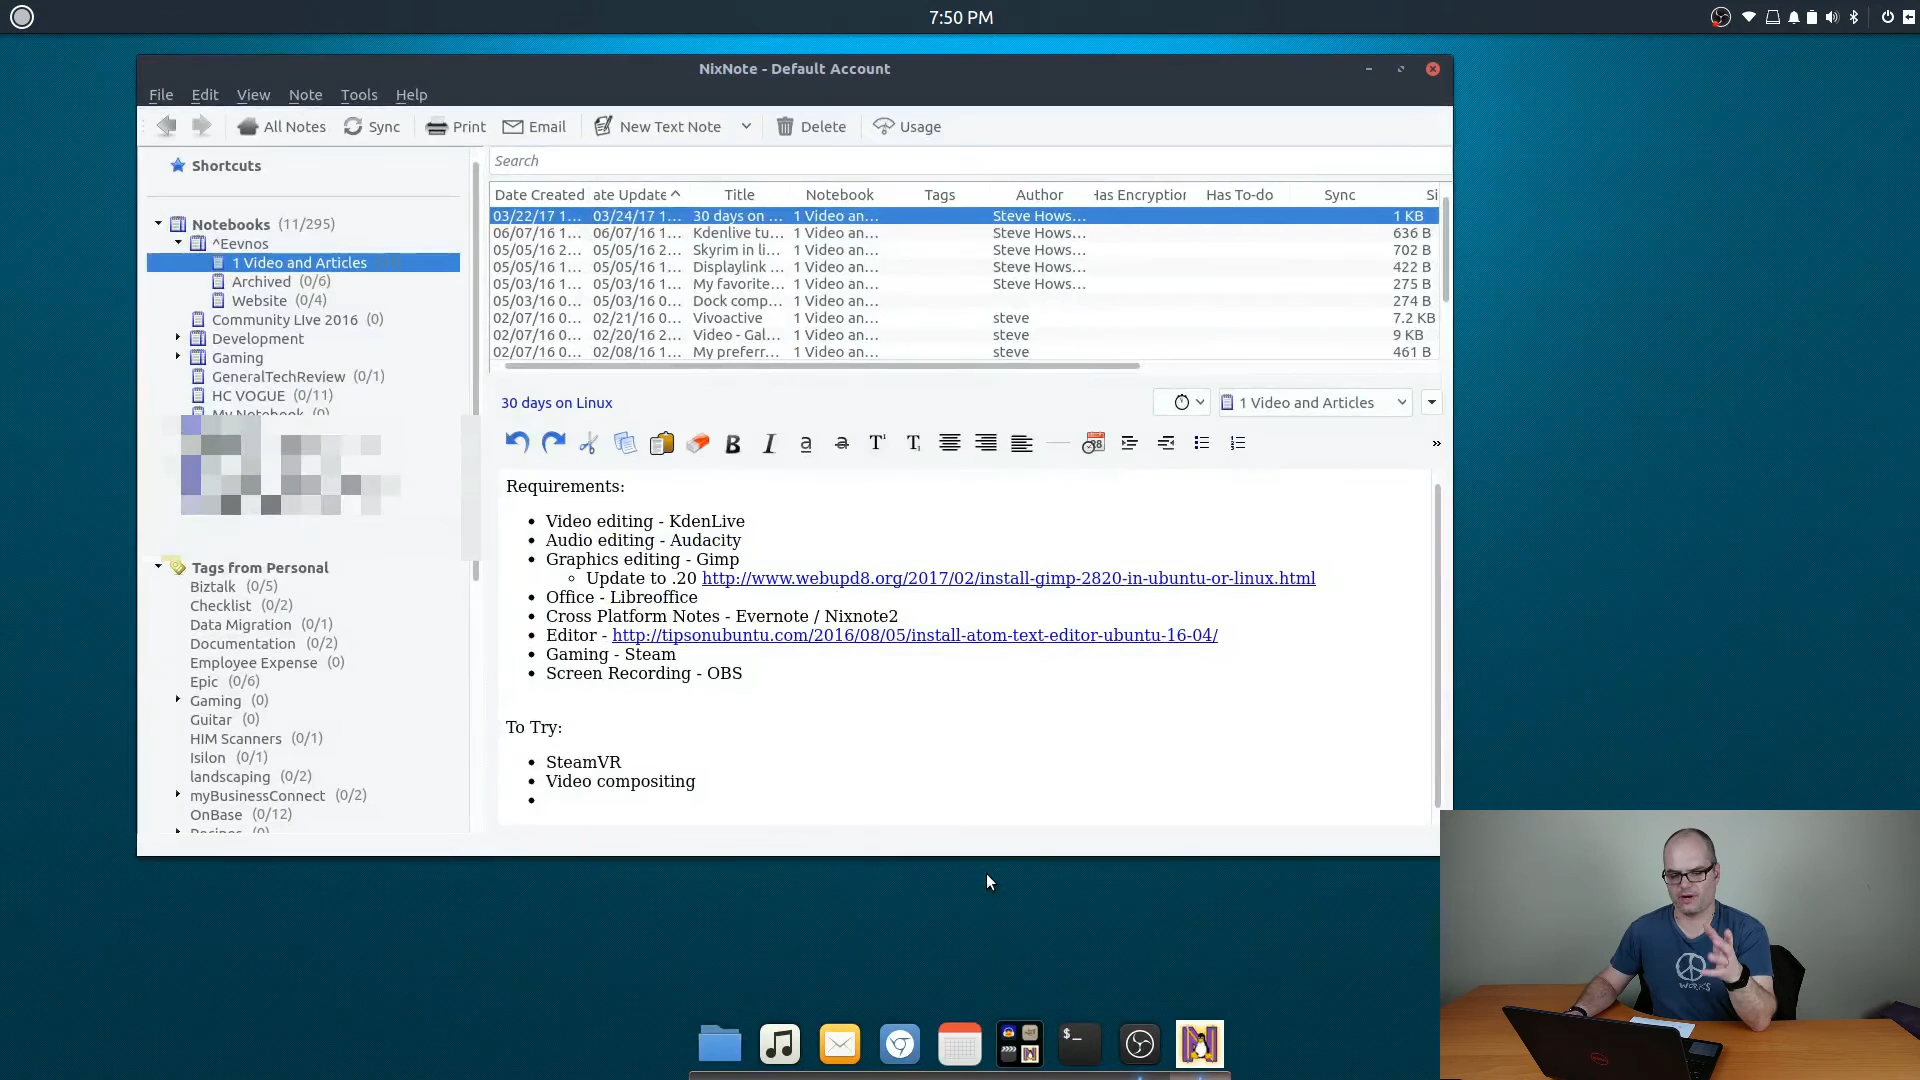 7:50 PM
NixNote - Default Account
File Edit View Note Tools Help
All Notes Sync Print Email New Text Note Delete Usage
Shortcuts
Notebooks (11/295)
^Eevnos
1 Video and Articles
Archived (0/6)
Website (0/4)
Community LIve 2016 (0)
Development
Gaming
GeneralTechReview (0/1)
HC VOGUE (0/11)
My Notebook (0)
Tags from Personal
Biztalk (0/5)
Checklist (0/2)
Data Migration (0/1)
Documentation (0/2)
Employee Expense (0)
Epic (0/6)
Gaming (0)
Guitar (0)
HIM Scanners (0/1)
Isilon (0/1)
landscaping (0/2)
myBusinessConnect (0/2)
OnBase (0/12)
Recipes (0)
Search
Date Created ate Update Title Notebook Tags Author Has Encryption Has To-do Sync Si
03/22/17 1... 03/24/17 1... 30 days on ... 1 Video an... Steve Hows... 1 KB
06/07/16 1... 06/07/16 1... Kdenlive tu... 1 Video an... Steve Hows... 636 B
05/05/16 2... 05/05/16 2... Skyrim in li... 1 Video an... Steve Hows... 702 B
05/05/16 1... 05/05/16 1... Displaylink ... 1 Video an... Steve Hows... 422 B
05/03/16 1... 05/03/16 1... My favorite... 1 Video an... Steve Hows... 275 B
05/03/16 0... 05/03/16 0... Dock comp... 1 Video an... 274 B
02/07/16 0... 02/21/16 0... Vivoactive 1 Video an... steve 7.2 KB
02/07/16 0... 02/20/16 2... Video - Gal... 1 Video an... steve 9 KB
02/07/16 0... 02/08/16 1... My preferr... 1 Video an... steve 461 B
30 days on Linux
1 Video and Articles
Requirements:
Video editing - KdenLive
Audio editing - Audacity
Graphics editing - Gimp
Update to .20 http://www.webupd8.org/2017/02/install-gimp-2820-in-ubuntu-or-linux.html
Office - Libreoffice
Cross Platform Notes - Evernote / Nixnote2
Editor - http://tipsonubuntu.com/2016/08/05/install-atom-text-editor-ubuntu-16-04/
Gaming - Steam
Screen Recording - OBS
To Try:
SteamVR
Video compositing
WORKS